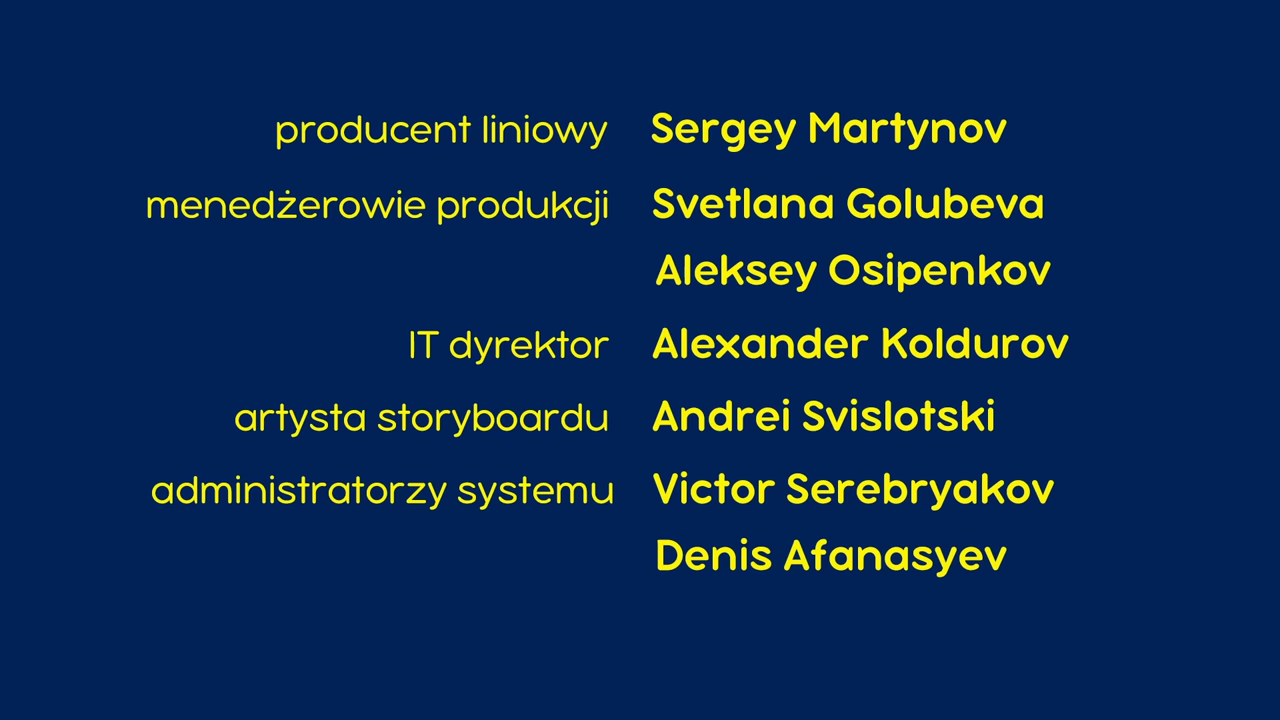 producent liniowy Sergey Martynov
menedżerowie produkcji Svetlana Golubeva
Aleksey Osipenkov
IT dyrektor Alexander Koldurov
artysta storyboardu Andrei Svislotski
administratorzy systemu Victor Serebryakov
Denis Afanasyev